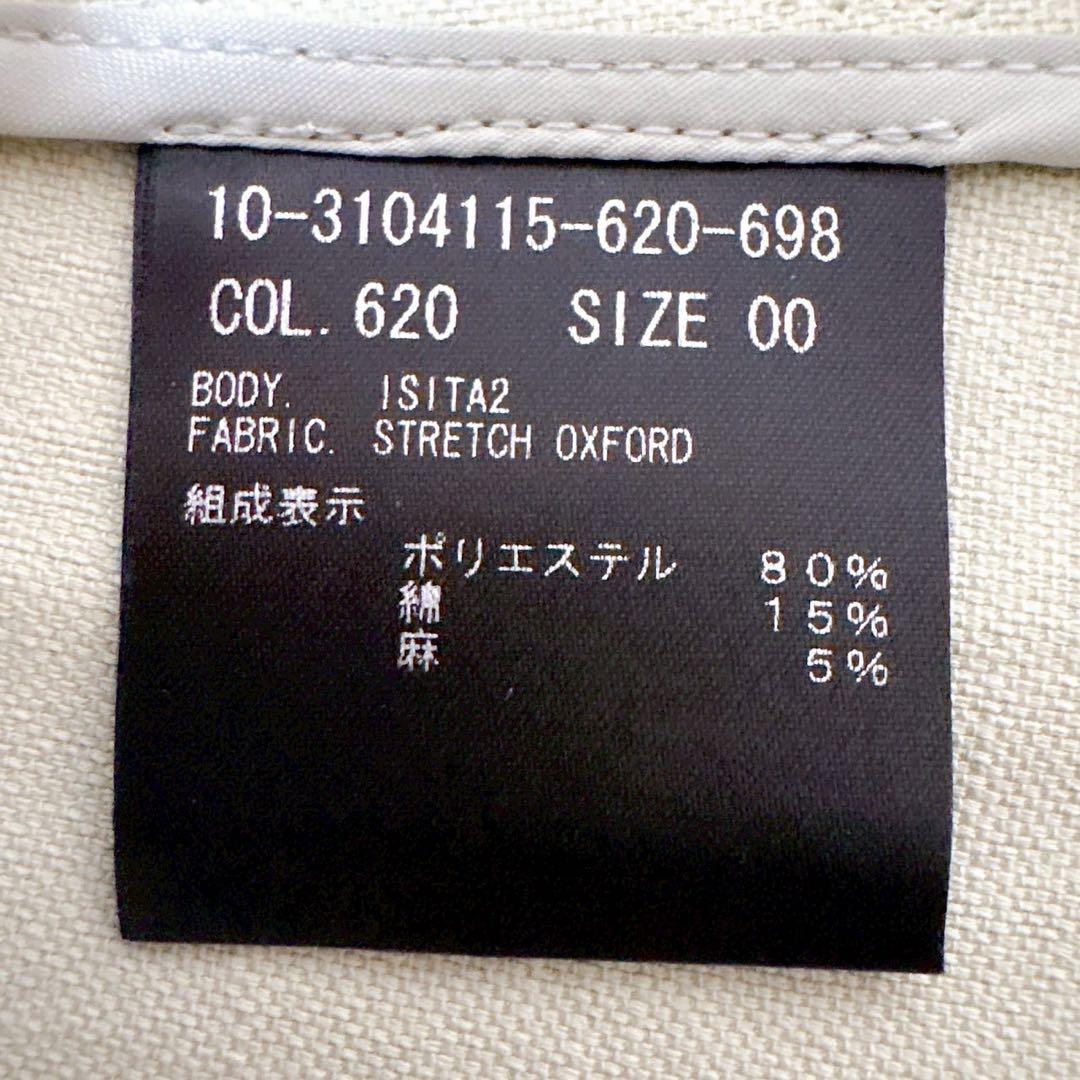 10-3104115-620-698
COL. 620 SIZE 00
BODY. ISITA2
FABRIC. STRETCH OXFORD
組成表示
ポリエステル ８０％
綿 １５％
麻 ５％